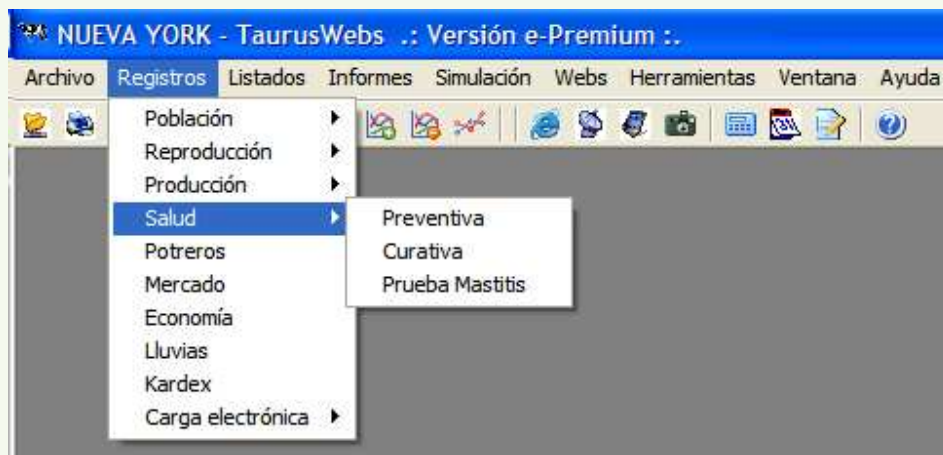 NUEVA YORK - TaurusWebs .: Versión e-Premium :.
Archivo Registros Listados Informes Simulación Webs Herramientas Ventana Ayuda
Población
Reproducción
Producción
Salud
Preventiva
Potreros
Curativa
Mercado
Prueba Mastitis
Economía
Lluvias
Kardex
Carga electrónica